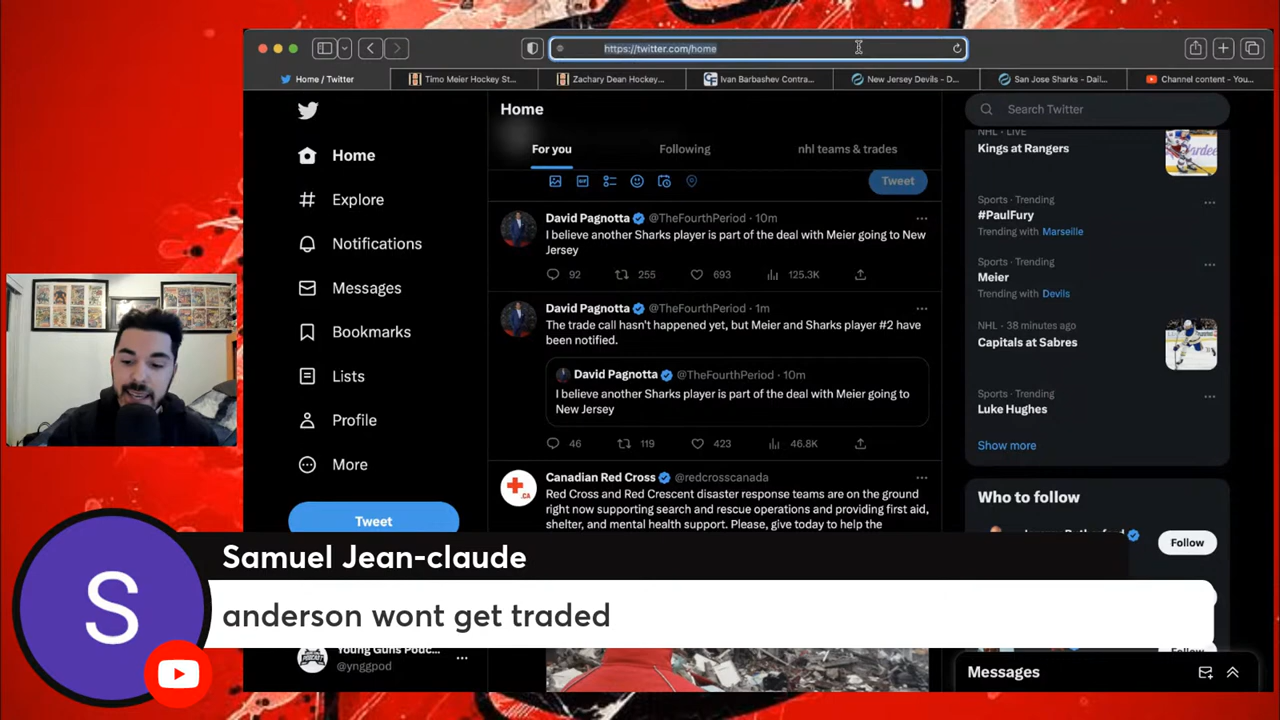 https://twitter.com/home
Home / Twitter
Timo Meier Hockey St...
Zachary Dean Hockey...
Ivan Barbashev Contra...
New Jersey Devils - D...
San Jose Sharks - Dail...
Channel content - You...
Home
Explore
Notifications
Messages
Bookmarks
Lists
Profile
More
Tweet
Young Guns Podc...
@ynggpod
Home
For you
Following
nhl teams & trades
Tweet
David Pagnotta @TheFourthPeriod · 10m
I believe another Sharks player is part of the deal with Meier going to New
Jersey
92 255 693 125.3K
David Pagnotta @TheFourthPeriod · 1m
The trade call hasn't happened yet, but Meier and Sharks player #2 have
been notified.
David Pagnotta @TheFourthPeriod · 10m
I believe another Sharks player is part of the deal with Meier going to
New Jersey
46 119 423 46.8K
Canadian Red Cross @redcrosscanada
Red Cross and Red Crescent disaster response teams are on the ground
right now supporting search and rescue operations and providing first aid,
shelter, and mental health support. Please, give today to help the
Search Twitter
NHL · LIVE
Kings at Rangers
Sports · Trending
#PaulFury
Trending with Marseille
Sports · Trending
Meier
Trending with Devils
NHL · 38 minutes ago
Capitals at Sabres
Sports · Trending
Luke Hughes
Show more
Who to follow
Follow
Messages
S
Samuel Jean-claude
anderson wont get traded